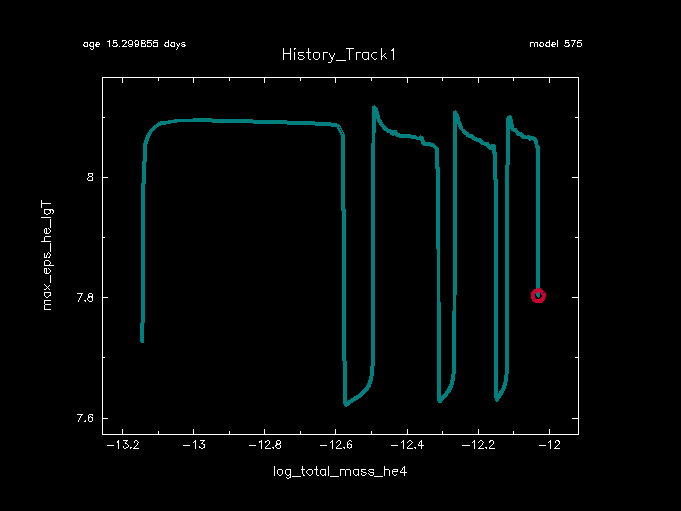 age 15.299855 days
model 575
History_Track1
max_eps_he_lgT
8
7.8
7.6
−13.2 −13 −12.8 −12.6 −12.4 −12.2 −12
log_total_mass_he4